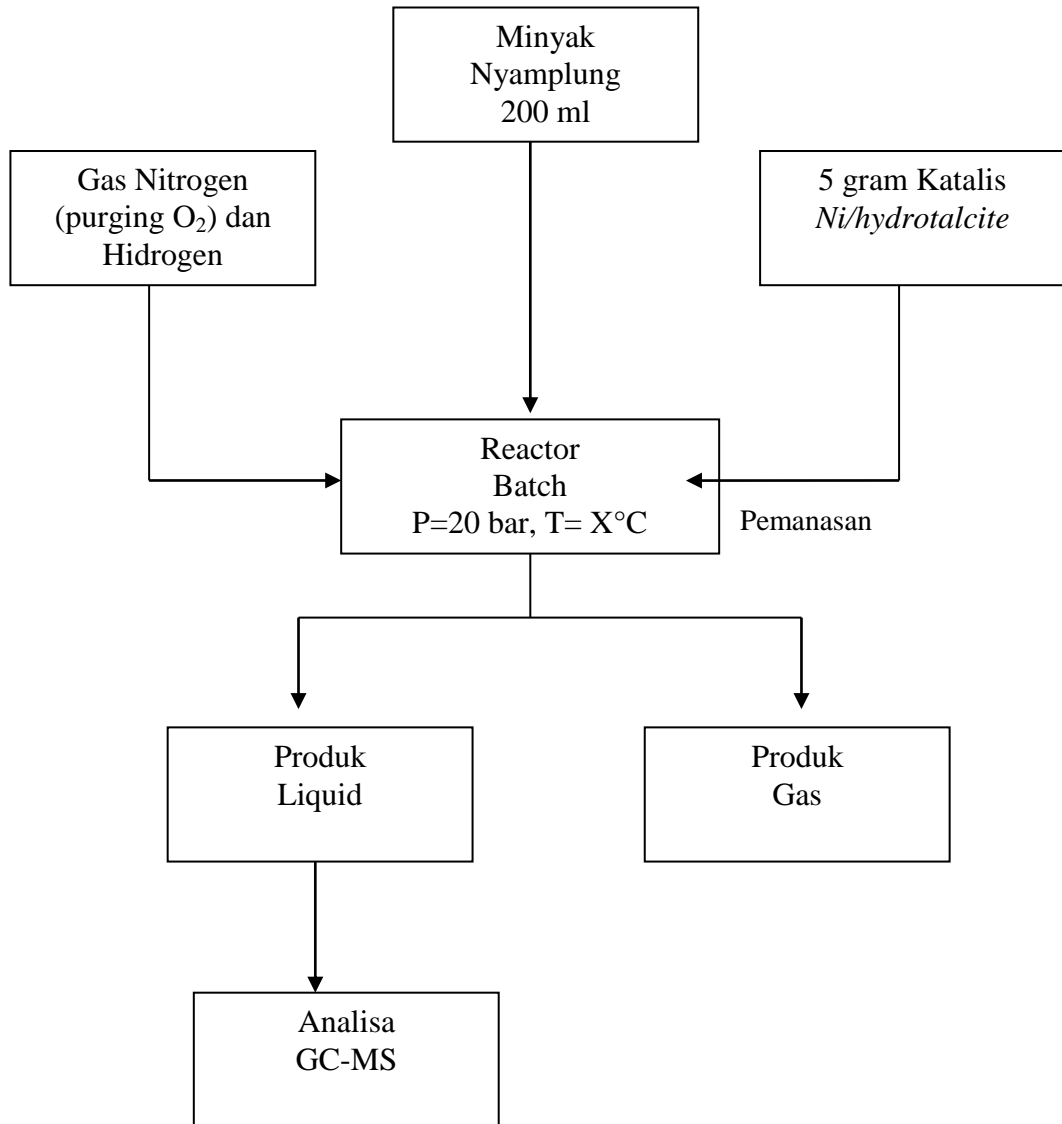 Minyak
Nyamplung
200 ml
Gas Nitrogen
(purging O₂) dan
Hidrogen
5 gram Katalis
Ni/hydrotalcite
Reactor
Batch
P=20 bar, T= X°C
Pemanasan
Produk
Liquid
Produk
Gas
Analisa
GC-MS